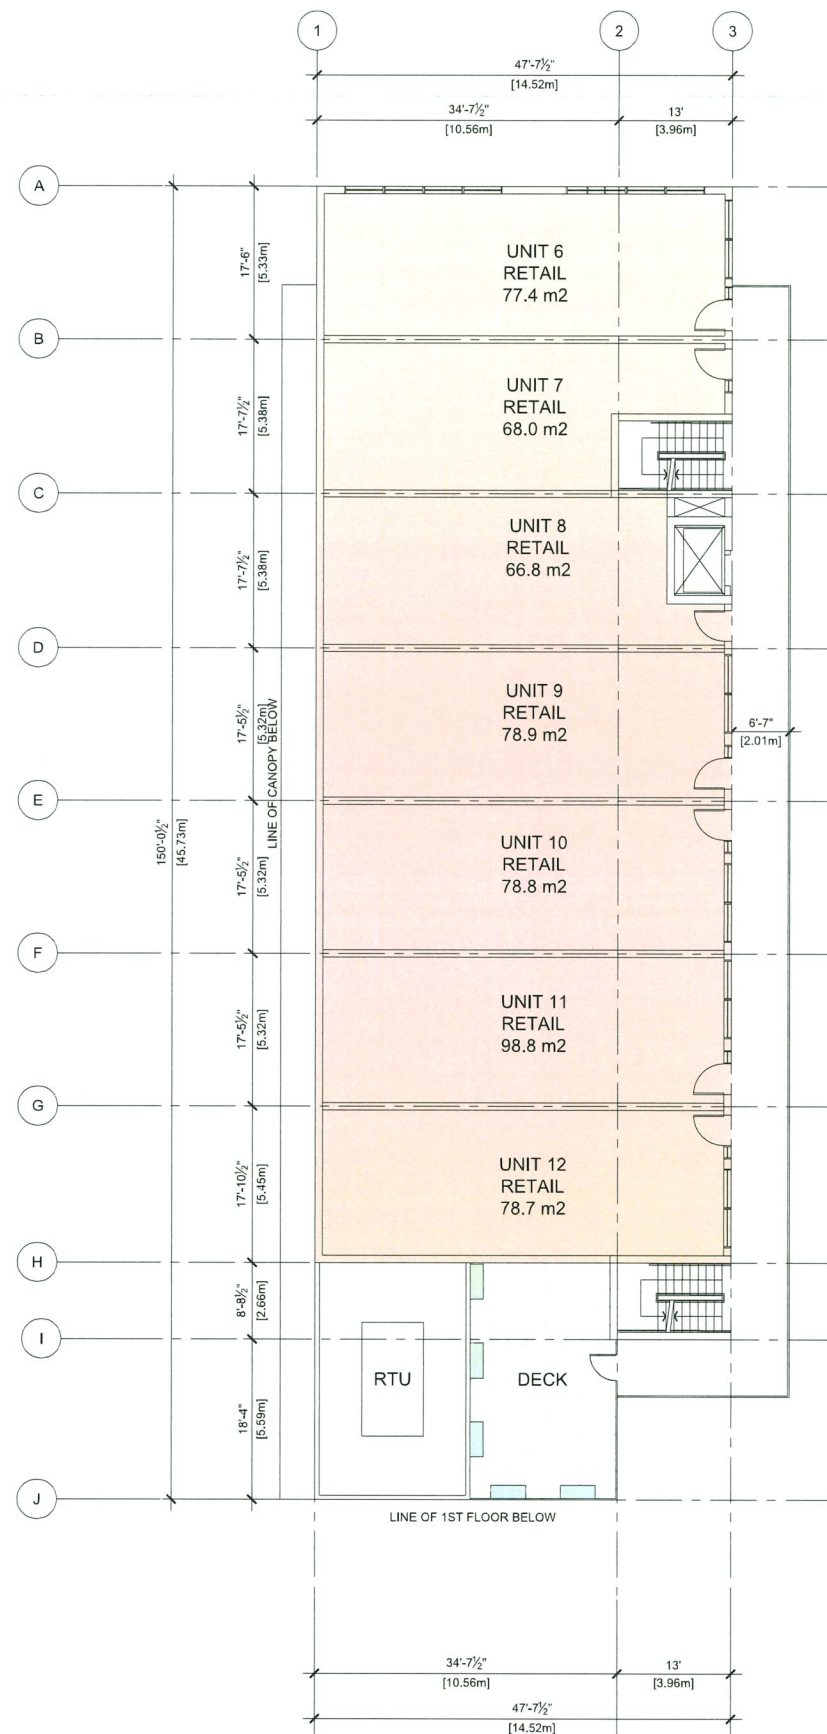 1
2
3
47'-7½"
[14.52m]
34'-7½"
[10.56m]
13'
[3.96m]
A
17'-6"
[5.33m]
UNIT 6
RETAIL
77.4 m2
B
17'-7½"
[5.38m]
UNIT 7
RETAIL
68.0 m2
C
17'-7½"
[5.38m]
UNIT 8
RETAIL
66.8 m2
D
17'-5½"
[5.32m]
LINE OF CANOPY BELOW
UNIT 9
RETAIL
78.9 m2
6'-7"
[2.01m]
E
150'-0½"
[45.73m]
17'-5½"
[5.32m]
UNIT 10
RETAIL
78.8 m2
F
17'-5½"
[5.32m]
UNIT 11
RETAIL
98.8 m2
G
17'-10½"
[5.45m]
UNIT 12
RETAIL
78.7 m2
H
8'-8½"
[2.66m]
I
18'-4"
[5.59m]
RTU
DECK
J
LINE OF 1ST FLOOR BELOW
34'-7½"
[10.56m]
13'
[3.96m]
47'-7½"
[14.52m]